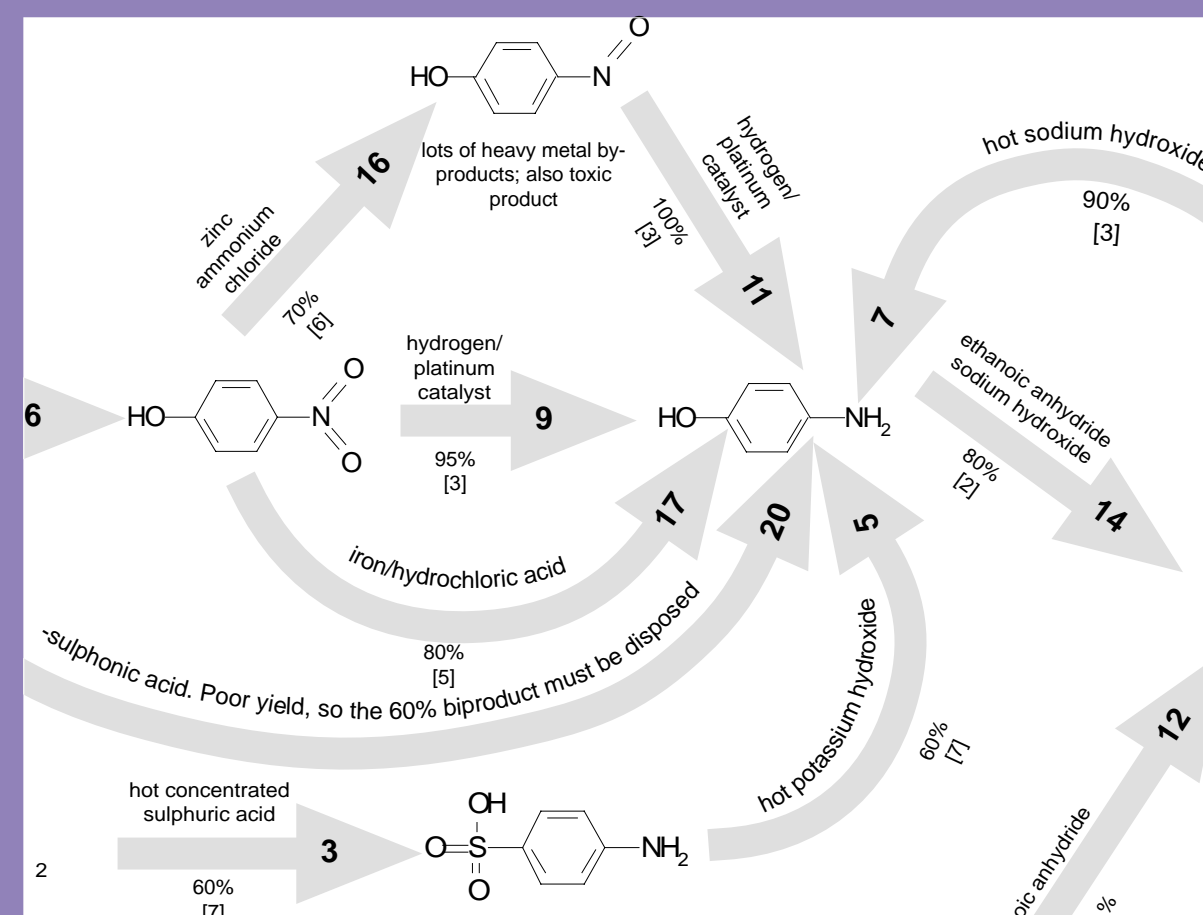 O
HO
N
lots of heavy metal by-
products; also toxic
product
16
zinc
ammonium
chloride
70%
[6]
hydrogen/
platinum
catalyst
100%
[3]
11
hot sodium hydroxide
90%
[3]
7
6
HO
N
O
O
hydrogen/
platinum
catalyst
9
95%
[3]
HO
NH2
ethanoic anhydride
sodium hydroxide
80%
[2]
14
iron/hydrochloric acid
17
80%
[5]
20
-sulphonic acid. Poor yield, so the 60% biproduct must be disposed
5
hot potassium hydroxide
60%
[7]
12
hot concentrated
sulphuric acid
3
60%
[7]
OH
O
S
O
NH2
oic anhydride
%
2